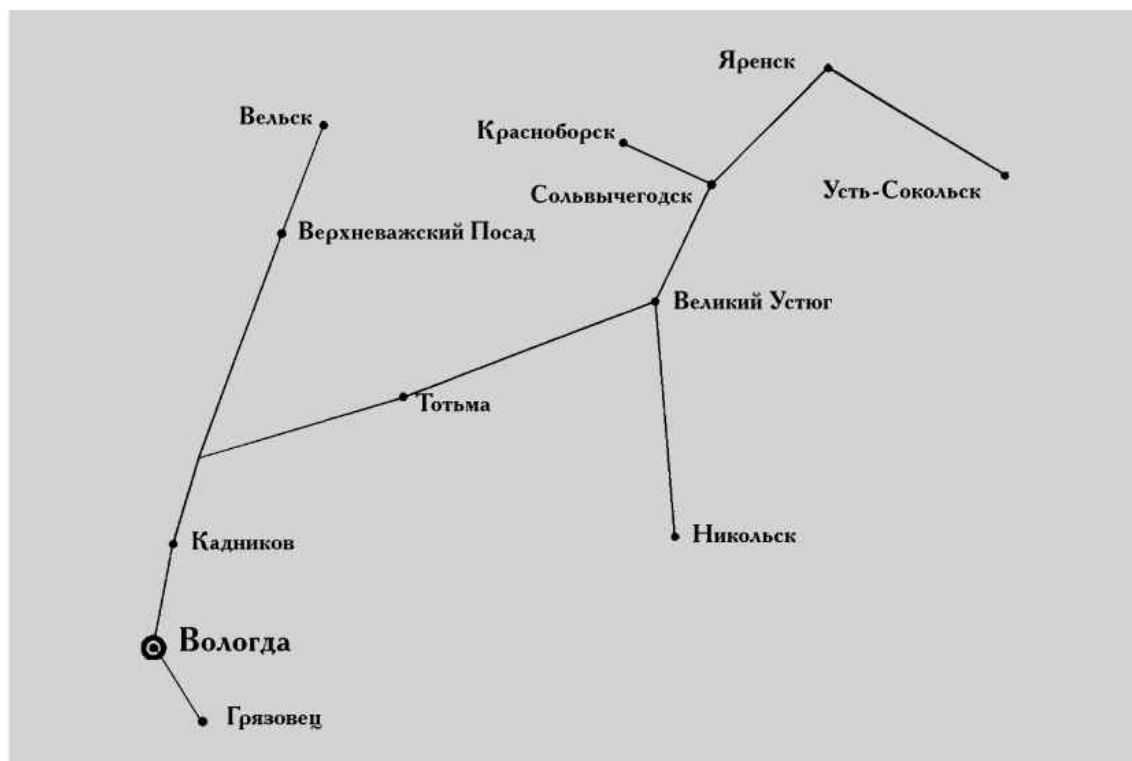 Яренск
Вельск
Красноборск
Сольвычегодск
Усть-Сокольск
Верхневажский Посад
Великий Устюг
Тотьма
Никольск
Кадников
Вологда
Грязовец